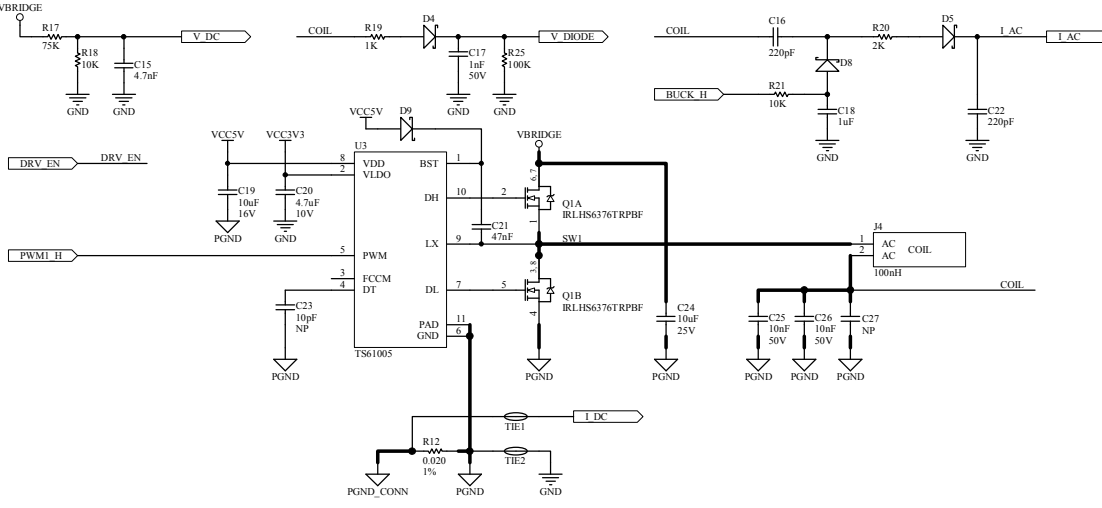 VBRIDGE
R17
75K
R18
10K
C15
4.7nF
GND
GND
V_DC
COIL
R19
1K
D4
C17
1nF
50V
R25
100K
GND
GND
V_DIODE
COIL
C16
220pF
R20
2K
D5
I_AC
I_AC
D8
BUCK_H
R21
10K
C18
1uF
GND
C22
220pF
GND
DRV_EN
DRV_EN
VCC5V
VCC3V3
C19
10uF
16V
PGND
C20
4.7uF
10V
GND
VCC5V
D9
U3
8
VDD
2
VLDO
BST
1
DH
10
2
LX
9
PWM1_H
5
PWM
3
FCCM
4
DT
DL
7
5
PAD
11
GND
6
TS61005
C23
10pF
NP
PGND
C21
47nF
VBRIDGE
6, 7
Q1A
IRLHS6376TRPBF
1
SW1
3, 8
Q1B
IRLHS6376TRPBF
4
PGND
C24
10uF
25V
PGND
J4
1
AC
2
AC
COIL
100nH
COIL
C25
10nF
50V
PGND
C26
10nF
50V
PGND
C27
NP
PGND
I_DC
TIE1
R12
0.020
1%
TIE2
PGND_CONN
PGND
GND